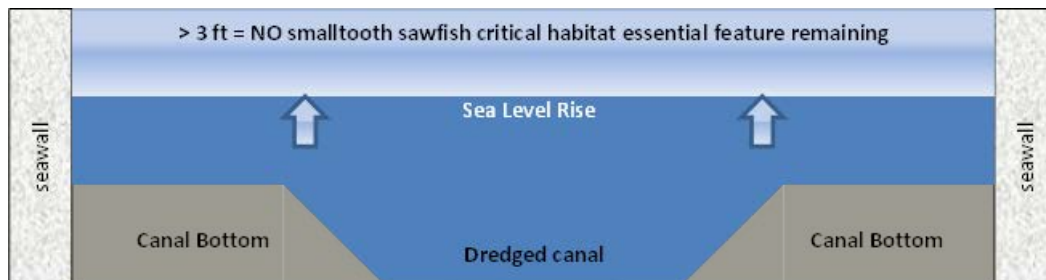 > 3 ft = NO smalltooth sawfish critical habitat essential feature remaining
Sea Level Rise
seawall
seawall
Canal Bottom
Dredged canal
Canal Bottom